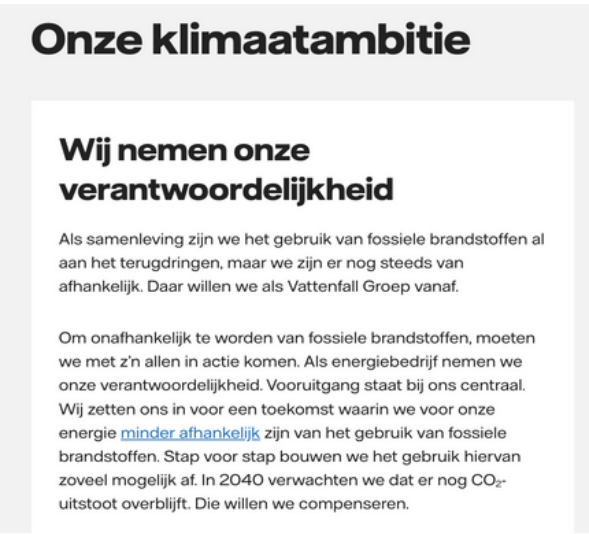 Onze klimaatambitie
Wij nemen onze
verantwoordelijkheid
Als samenleving zijn we het gebruik van fossiele brandstoffen al
aan het terugdringen, maar we zijn er nog steeds van
afhankelijk. Daar willen we als Vattenfall Groep vanaf.
Om onafhankelijk te worden van fossiele brandstoffen, moeten
we met z'n allen in actie komen. Als energiebedrijf nemen we
onze verantwoordelijkheid. Vooruitgang staat bij ons centraal.
Wij zetten ons in voor een toekomst waarin we voor onze
energie minder afhankelijk zijn van het gebruik van fossiele
brandstoffen. Stap voor stap bouwen we het gebruik hiervan
zoveel mogelijk af. In 2040 verwachten we dat er nog CO₂-
uitstoot overblijft. Die willen we compenseren.